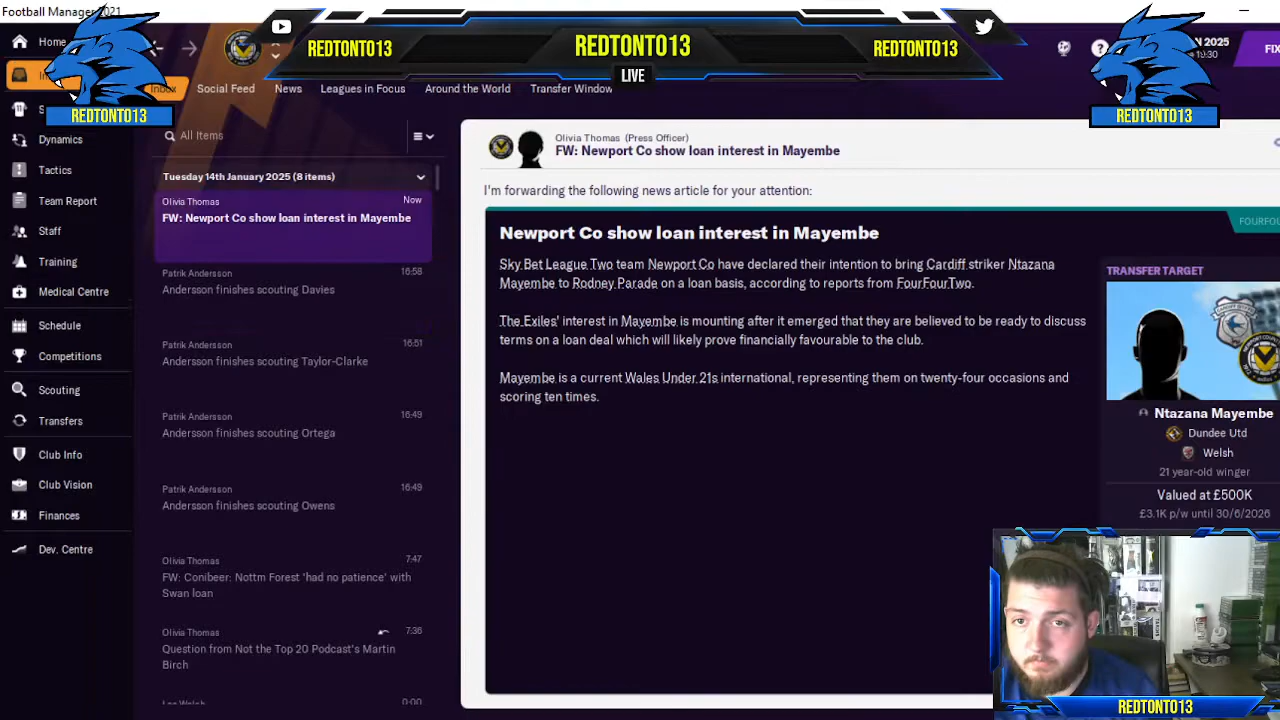 Football Manager 2021
REDTONTO13
REDTONTO13
REDTONTO13
LIVE
REDTONTO13
REDTONTO13
Home
2025
19:30
FIX
Inbox
Social Feed
News
Leagues in Focus
Around the World
Transfer Window
Dynamics
Tactics
Team Report
Staff
Training
Medical Centre
Schedule
Competitions
Scouting
Transfers
Club Info
Club Vision
Finances
Dev. Centre
All Items
Tuesday 14th January 2025 (8 items)
Olivia Thomas
Now
FW: Newport Co show loan interest in Mayembe
Patrik Andersson
16:58
Andersson finishes scouting Davies
Patrik Andersson
16:51
Andersson finishes scouting Taylor-Clarke
Patrik Andersson
16:49
Andersson finishes scouting Ortega
Patrik Andersson
16:49
Andersson finishes scouting Owens
Olivia Thomas
7:47
FW: Conibeer: Nottm Forest 'had no patience' with
Swan loan
Olivia Thomas
7:36
Question from Not the Top 20 Podcast's Martin
Birch
0:00
Olivia Thomas (Press Officer)
FW: Newport Co show loan interest in Mayembe
I'm forwarding the following news article for your attention:
FOURFOU
Newport Co show loan interest in Mayembe
Sky Bet League Two team Newport Co have declared their intention to bring Cardiff striker Ntazana
Mayembe to Rodney Parade on a loan basis, according to reports from FourFourTwo.
The Exiles' interest in Mayembe is mounting after it emerged that they are believed to be ready to discuss
terms on a loan deal which will likely prove financially favourable to the club.
Mayembe is a current Wales Under 21s international, representing them on twenty-four occasions and
scoring ten times.
TRANSFER TARGET
Ntazana Mayembe
Dundee Utd
Welsh
21 year-old winger
Valued at £500K
£3.1K p/w until 30/6/2026
REDTONTO13